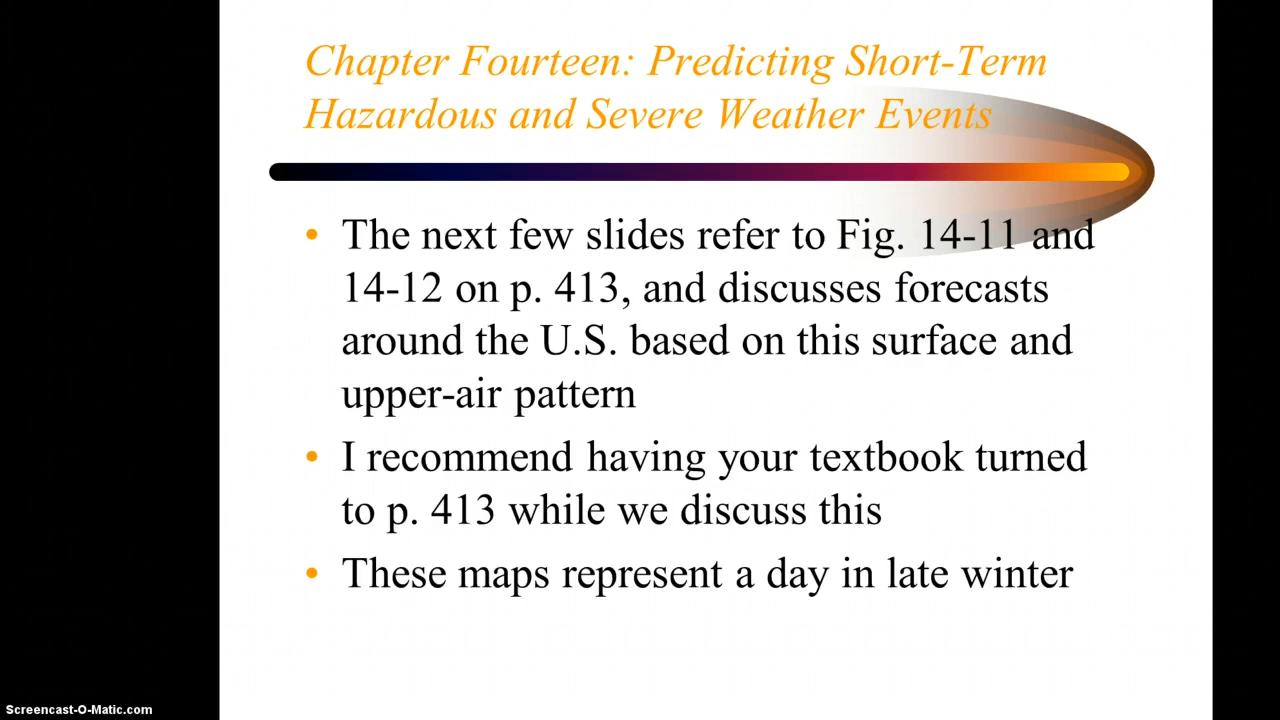 Chapter Fourteen: Predicting Short-Term
Hazardous and Severe Weather Events
• The next few slides refer to Fig. 14-11 and
14-12 on p. 413, and discusses forecasts
around the U.S. based on this surface and
upper-air pattern
• I recommend having your textbook turned
to p. 413 while we discuss this
• These maps represent a day in late winter
Screencast-O-Matic.com